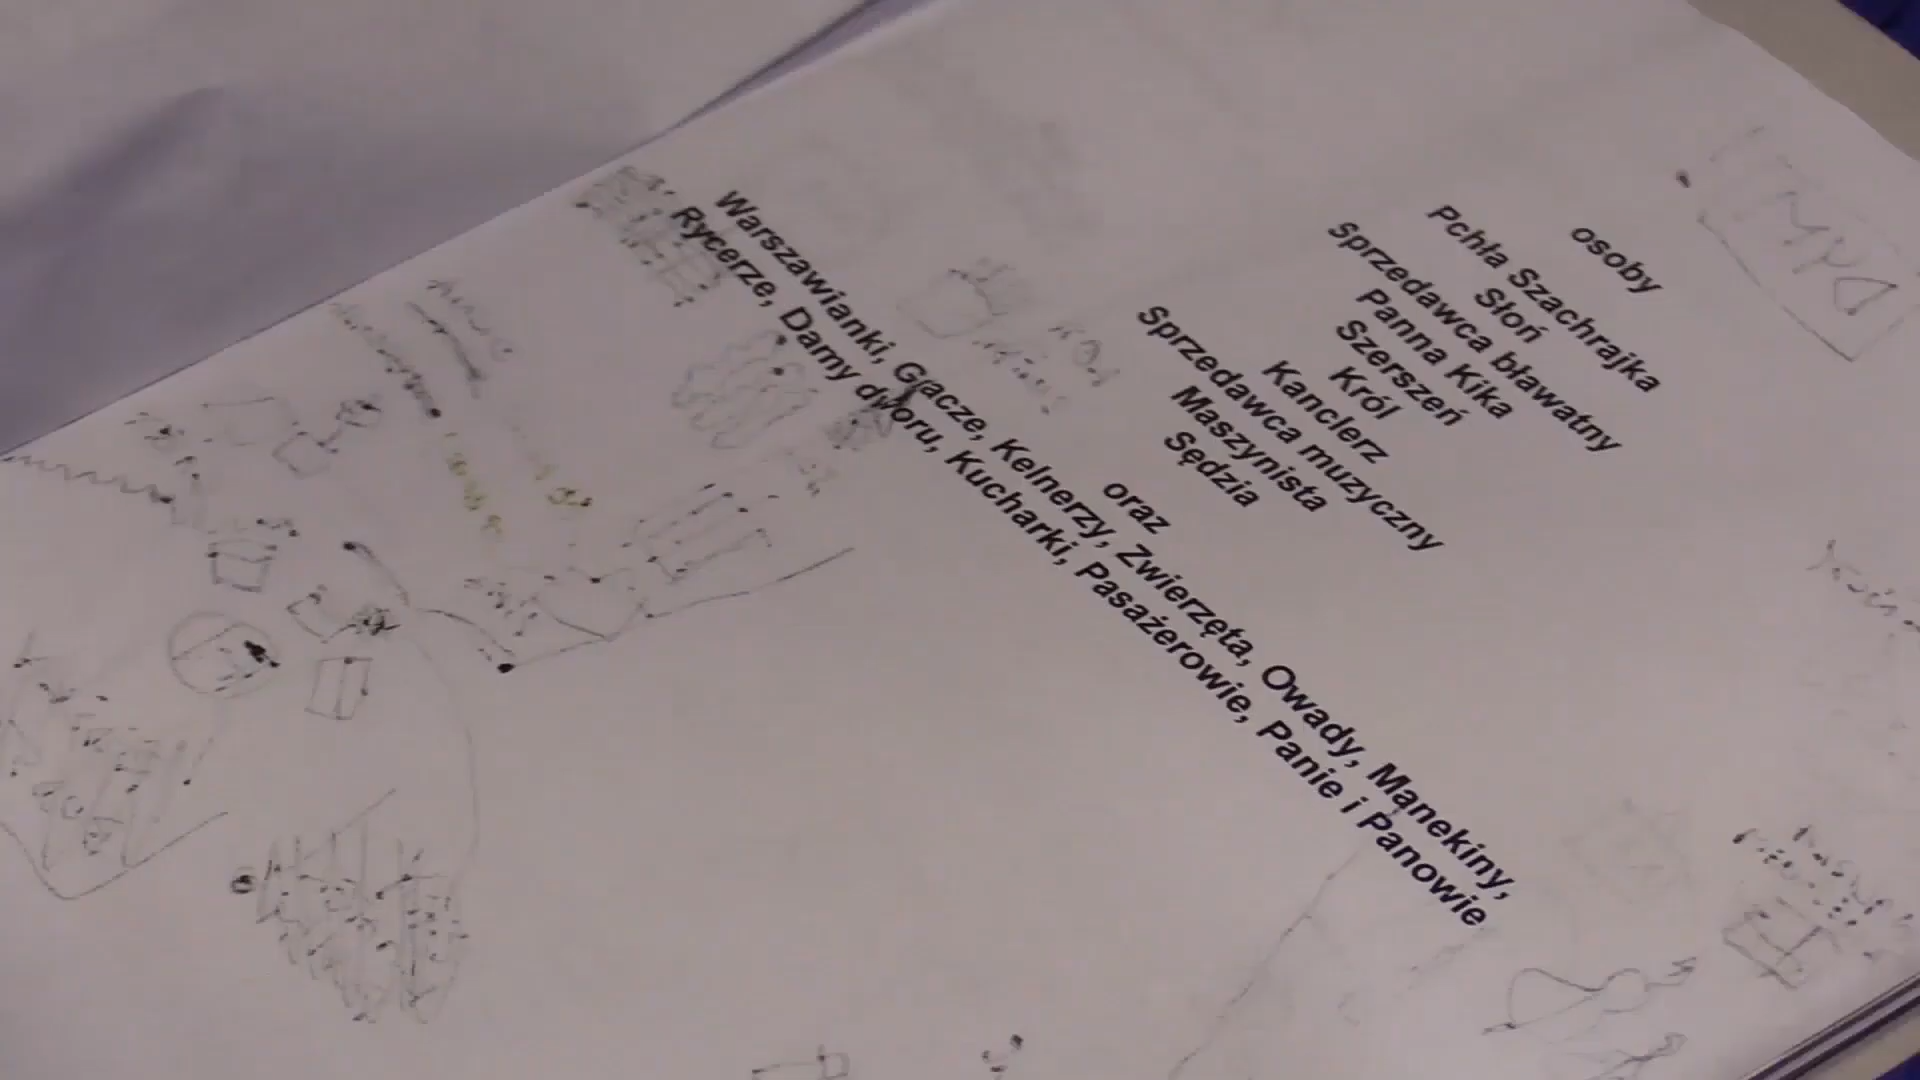 osoby
Pchła Szachrajka
Słoń
Sprzedawca bławatny
Panna Kika
Szerszeń
Król
Kanclerz
Sprzedawca muzyczny
Maszynista
Sędzia
oraz
Warszawianki, Gracze, Kelnerzy, Zwierzęta, Owady, Manekiny,
Rycerze, Damy dworu, Kucharki, Pasażerowie, Panie i Panowie